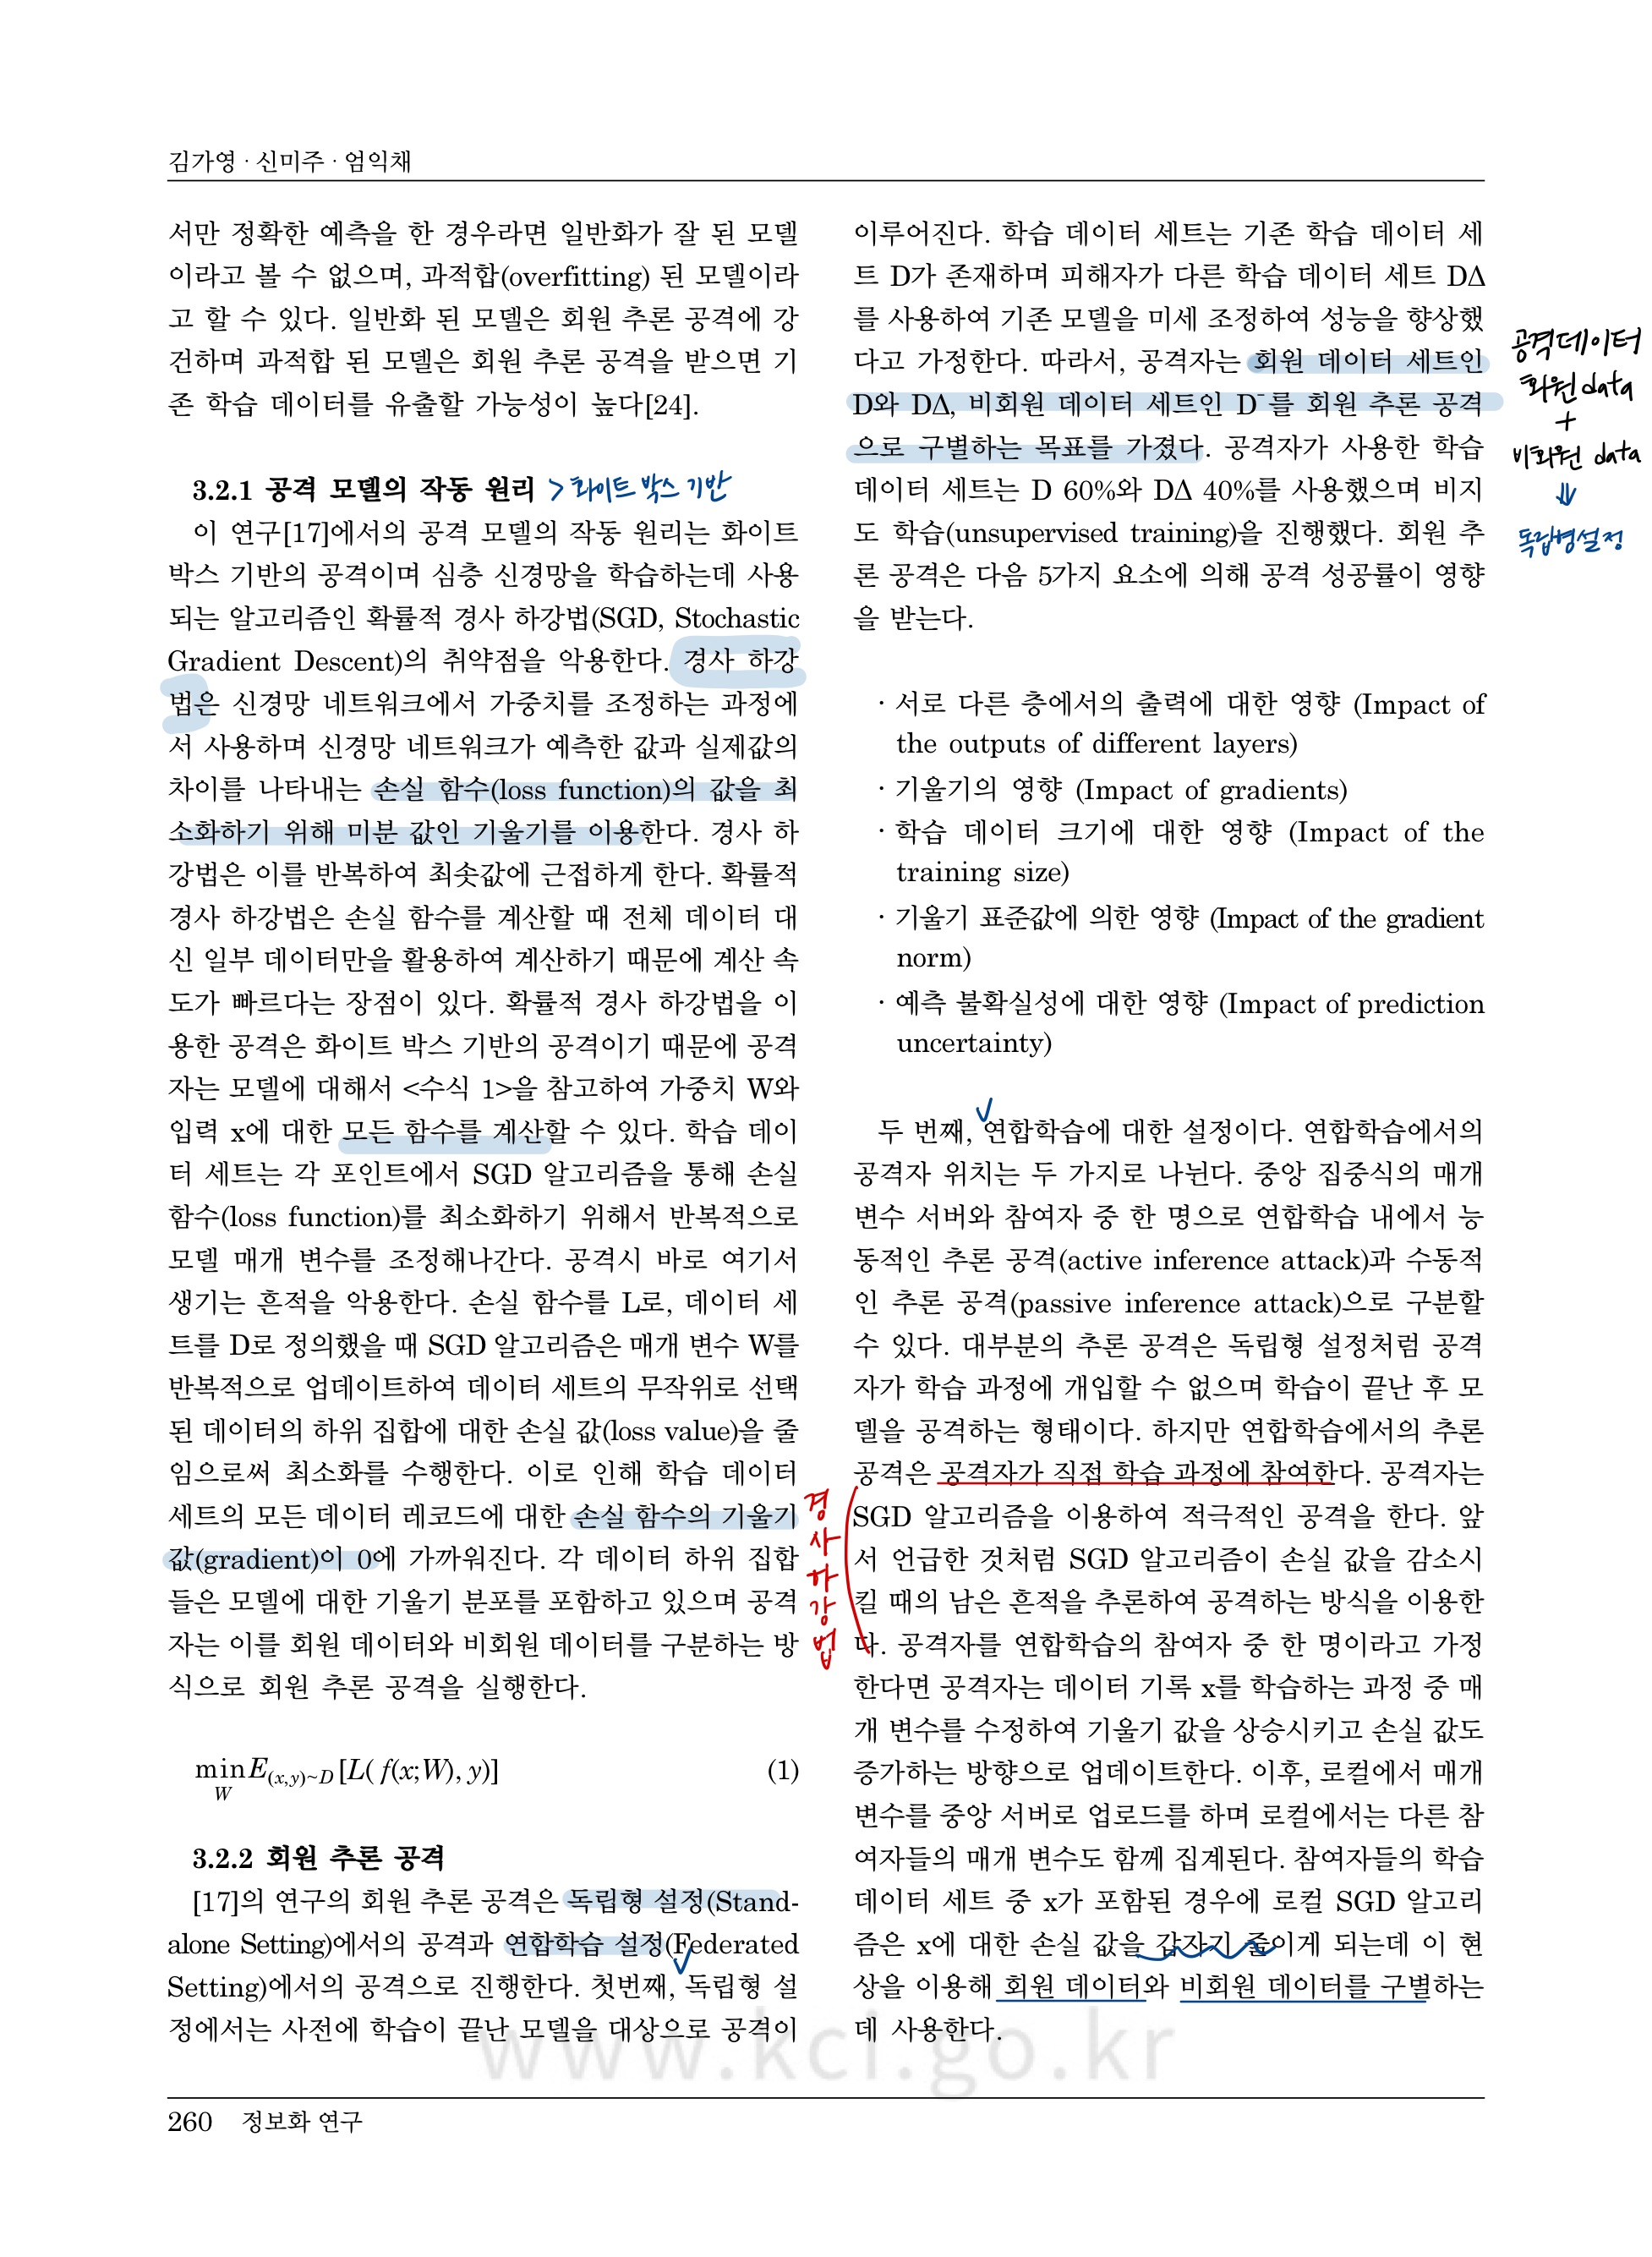 김가영 · 신미주 · 엄익채
서만 정확한 예측을 한 경우라면 일반화가 잘 된 모델
이라고 볼 수 없으며, 과적합(overfitting) 된 모델이라
고 할 수 있다. 일반화 된 모델은 회원 추론 공격에 강
건하며 과적합 된 모델은 회원 추론 공격을 받으면 기
존 학습 데이터를 유출할 가능성이 높다[24].
3.2.1 공격 모델의 작동 원리 > 화이트 박스 기반
이 연구[17]에서의 공격 모델의 작동 원리는 화이트
박스 기반의 공격이며 심층 신경망을 학습하는데 사용
되는 알고리즘인 확률적 경사 하강법(SGD, Stochastic
Gradient Descent)의 취약점을 악용한다. 경사 하강
법은 신경망 네트워크에서 가중치를 조정하는 과정에
서 사용하며 신경망 네트워크가 예측한 값과 실제값의
차이를 나타내는 손실 함수(loss function)의 값을 최
소화하기 위해 미분 값인 기울기를 이용한다. 경사 하
강법은 이를 반복하여 최솟값에 근접하게 한다. 확률적
경사 하강법은 손실 함수를 계산할 때 전체 데이터 대
신 일부 데이터만을 활용하여 계산하기 때문에 계산 속
도가 빠르다는 장점이 있다. 확률적 경사 하강법을 이
용한 공격은 화이트 박스 기반의 공격이기 때문에 공격
자는 모델에 대해서 <수식 1>을 참고하여 가중치 W와
입력 x에 대한 모든 함수를 계산할 수 있다. 학습 데이
터 세트는 각 포인트에서 SGD 알고리즘을 통해 손실
함수(loss function)를 최소화하기 위해서 반복적으로
모델 매개 변수를 조정해나간다. 공격시 바로 여기서
생기는 흔적을 악용한다. 손실 함수를 L로, 데이터 세
트를 D로 정의했을 때 SGD 알고리즘은 매개 변수 W를
반복적으로 업데이트하여 데이터 세트의 무작위로 선택
된 데이터의 하위 집합에 대한 손실 값(loss value)을 줄
임으로써 최소화를 수행한다. 이로 인해 학습 데이터
세트의 모든 데이터 레코드에 대한 손실 함수의 기울기
값(gradient)이 0에 가까워진다. 각 데이터 하위 집합
들은 모델에 대한 기울기 분포를 포함하고 있으며 공격
자는 이를 회원 데이터와 비회원 데이터를 구분하는 방
식으로 회원 추론 공격을 실행한다.
min E(x,y)~D [L( f(x;W), y)] (1)
W
3.2.2 회원 추론 공격
[17]의 연구의 회원 추론 공격은 독립형 설정(Stand-
alone Setting)에서의 공격과 연합학습 설정(Federated
Setting)에서의 공격으로 진행한다. 첫번째, 독립형 설
정에서는 사전에 학습이 끝난 모델을 대상으로 공격이
이루어진다. 학습 데이터 세트는 기존 학습 데이터 세
트 D가 존재하며 피해자가 다른 학습 데이터 세트 DΔ
를 사용하여 기존 모델을 미세 조정하여 성능을 향상했
다고 가정한다. 따라서, 공격자는 회원 데이터 세트인
D와 DΔ, 비회원 데이터 세트인 D⁻를 회원 추론 공격
으로 구별하는 목표를 가졌다. 공격자가 사용한 학습
데이터 세트는 D 60%와 DΔ 40%를 사용했으며 비지
도 학습(unsupervised training)을 진행했다. 회원 추
론 공격은 다음 5가지 요소에 의해 공격 성공률이 영향
을 받는다.
공격데이터
회원 data
+
비회원 data
⇓
독립형설정
· 서로 다른 층에서의 출력에 대한 영향 (Impact of
the outputs of different layers)
· 기울기의 영향 (Impact of gradients)
· 학습 데이터 크기에 대한 영향 (Impact of the
training size)
· 기울기 표준값에 의한 영향 (Impact of the gradient
norm)
· 예측 불확실성에 대한 영향 (Impact of prediction
uncertainty)
두 번째, 연합학습에 대한 설정이다. 연합학습에서의
공격자 위치는 두 가지로 나뉜다. 중앙 집중식의 매개
변수 서버와 참여자 중 한 명으로 연합학습 내에서 능
동적인 추론 공격(active inference attack)과 수동적
인 추론 공격(passive inference attack)으로 구분할
수 있다. 대부분의 추론 공격은 독립형 설정처럼 공격
자가 학습 과정에 개입할 수 없으며 학습이 끝난 후 모
델을 공격하는 형태이다. 하지만 연합학습에서의 추론
공격은 공격자가 직접 학습 과정에 참여한다. 공격자는
SGD 알고리즘을 이용하여 적극적인 공격을 한다. 앞
서 언급한 것처럼 SGD 알고리즘이 손실 값을 감소시
킬 때의 남은 흔적을 추론하여 공격하는 방식을 이용한
다. 공격자를 연합학습의 참여자 중 한 명이라고 가정
한다면 공격자는 데이터 기록 x를 학습하는 과정 중 매
개 변수를 수정하여 기울기 값을 상승시키고 손실 값도
증가하는 방향으로 업데이트한다. 이후, 로컬에서 매개
변수를 중앙 서버로 업로드를 하며 로컬에서는 다른 참
여자들의 매개 변수도 함께 집계된다. 참여자들의 학습
데이터 세트 중 x가 포함된 경우에 로컬 SGD 알고리
즘은 x에 대한 손실 값을 갑자기 줄이게 되는데 이 현
상을 이용해 회원 데이터와 비회원 데이터를 구별하는
데 사용한다.
경
사
하
강
법
www.kci.go.kr
260 정보화 연구